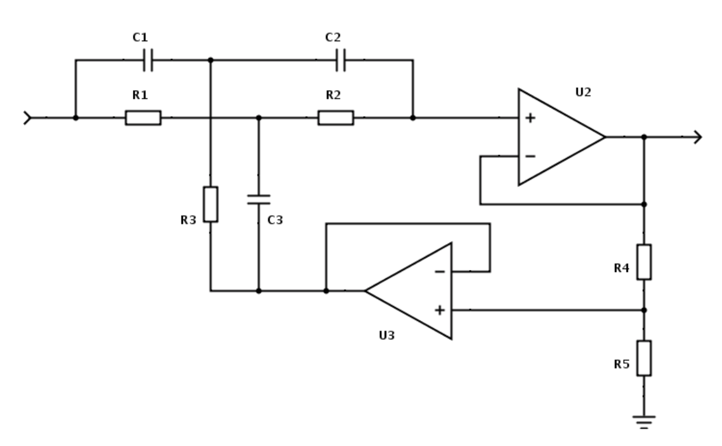 C1
C2
R1
R2
U2
+
−
R3
C3
R4
−
+
U3
R5